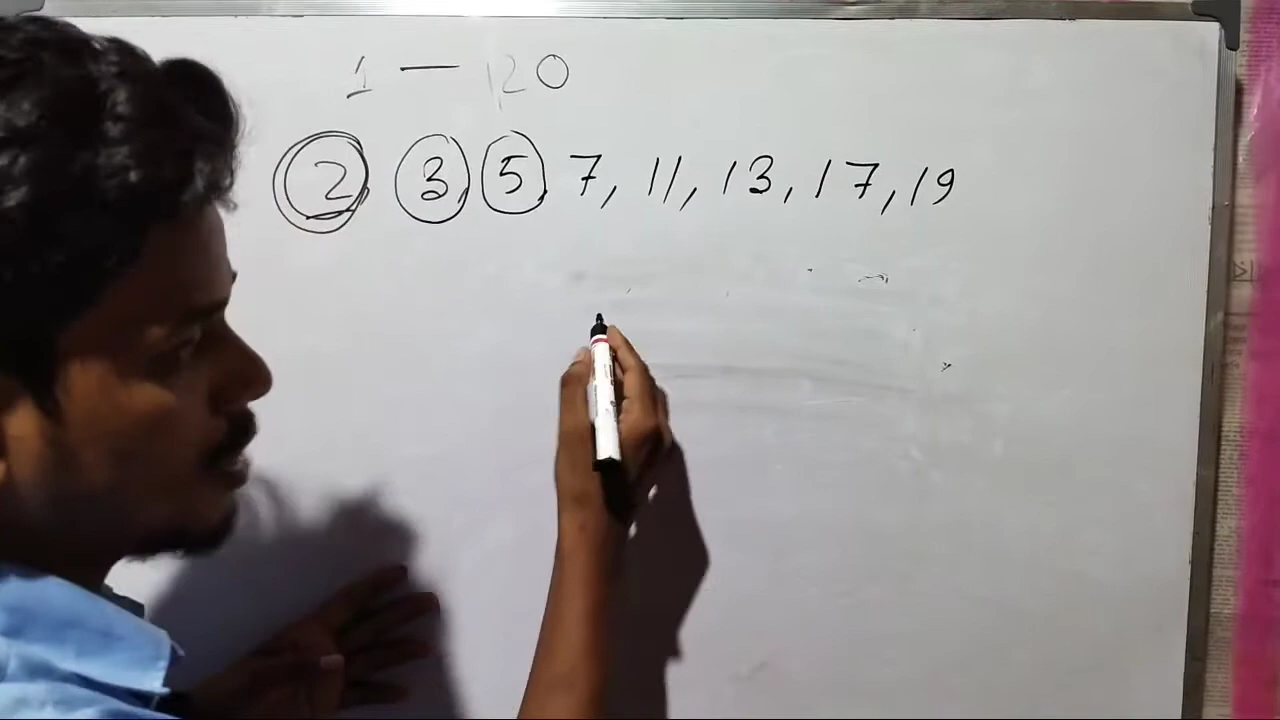 1 — 120
2 3, 5, 7, 11, 13, 17, 19